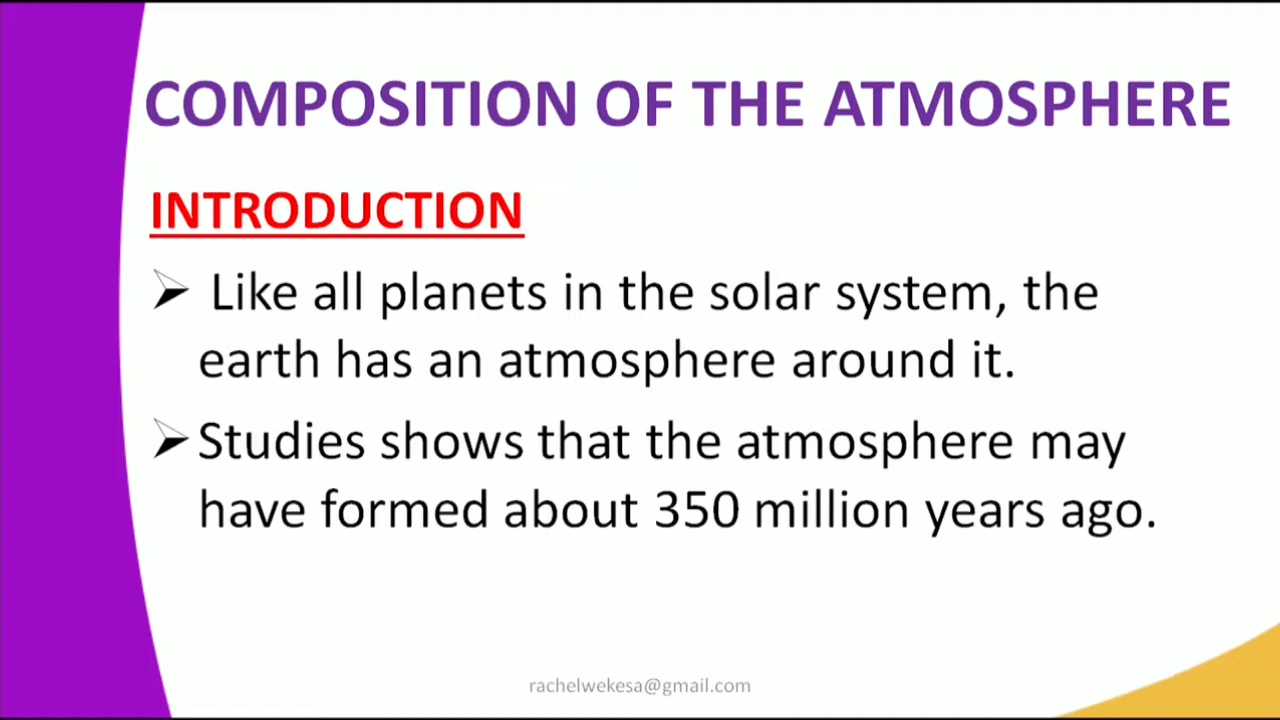 COMPOSITION OF THE ATMOSPHERE
INTRODUCTION
➢ Like all planets in the solar system, the
earth has an atmosphere around it.
➢ Studies shows that the atmosphere may
have formed about 350 million years ago.
rachelwekesa@gmail.com